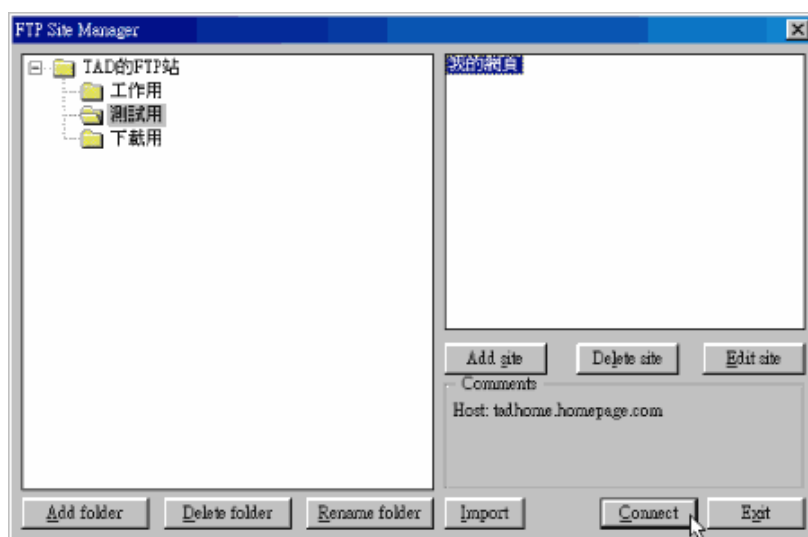 FTP Site Manager
TAD的FTP站
工作用
測試用
下載用
我的網頁
Add site
Delete site
Edit site
Comments
Host: tadhome.homepage.com
Add folder
Delete folder
Rename folder
Import
Connect
Exit